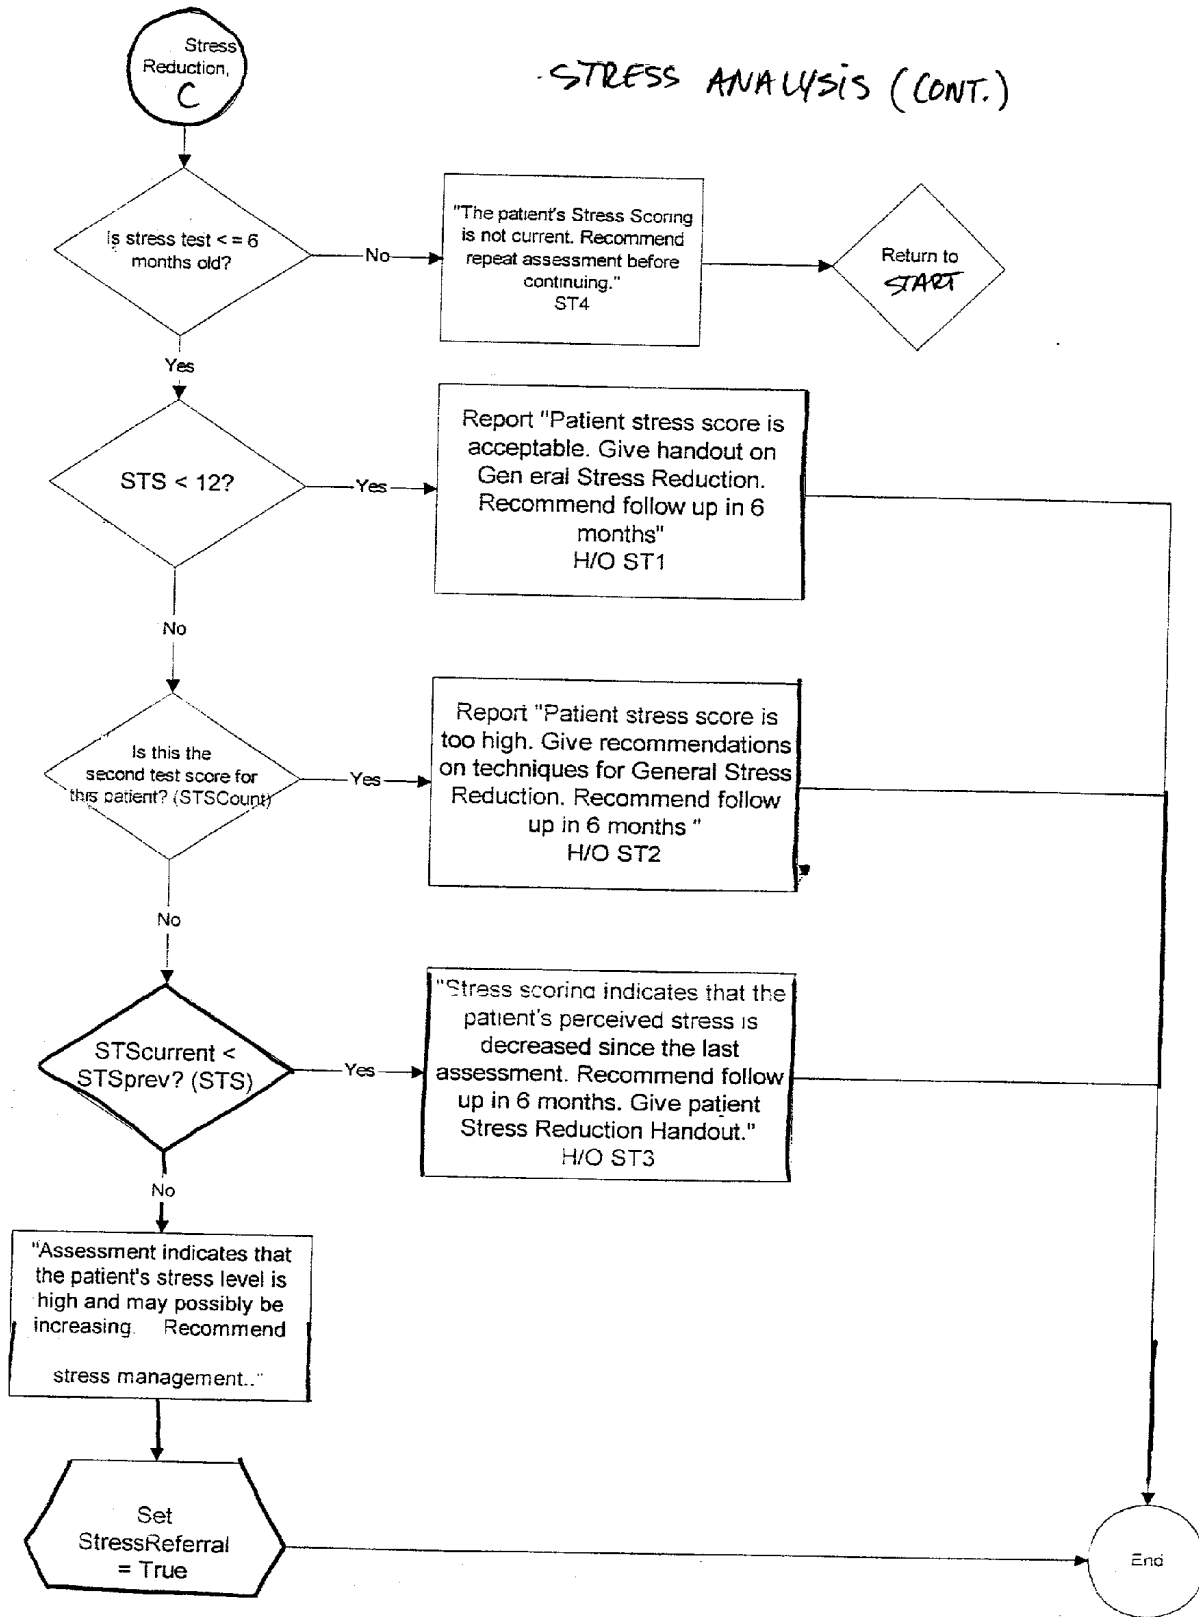 Stress
Reduction,
C
STRESS ANALYSIS (CONT.)
Is stress test < = 6
months old?
No
"The patient's Stress Scoring
is not current. Recommend
repeat assessment before
continuing."
ST4
Return to
START
Yes
STS < 12?
Yes
Report "Patient stress score is
acceptable. Give handout on
Gen eral Stress Reduction.
Recommend follow up in 6
months"
H/O ST1
No
Is this the
second test score for
this patient? (STSCount)
Yes
Report "Patient stress score is
too high. Give recommendations
on techniques for General Stress
Reduction. Recommend follow
up in 6 months "
H/O ST2
No
STScurrent <
STSprev? (STS)
Yes
"Stress scoring indicates that the
patient's perceived stress is
decreased since the last
assessment. Recommend follow
up in 6 months. Give patient
Stress Reduction Handout."
H/O ST3
No
"Assessment indicates that
the patient's stress level is
high and may possibly be
increasing. Recommend
stress management.."
Set
StressReferral
= True
End